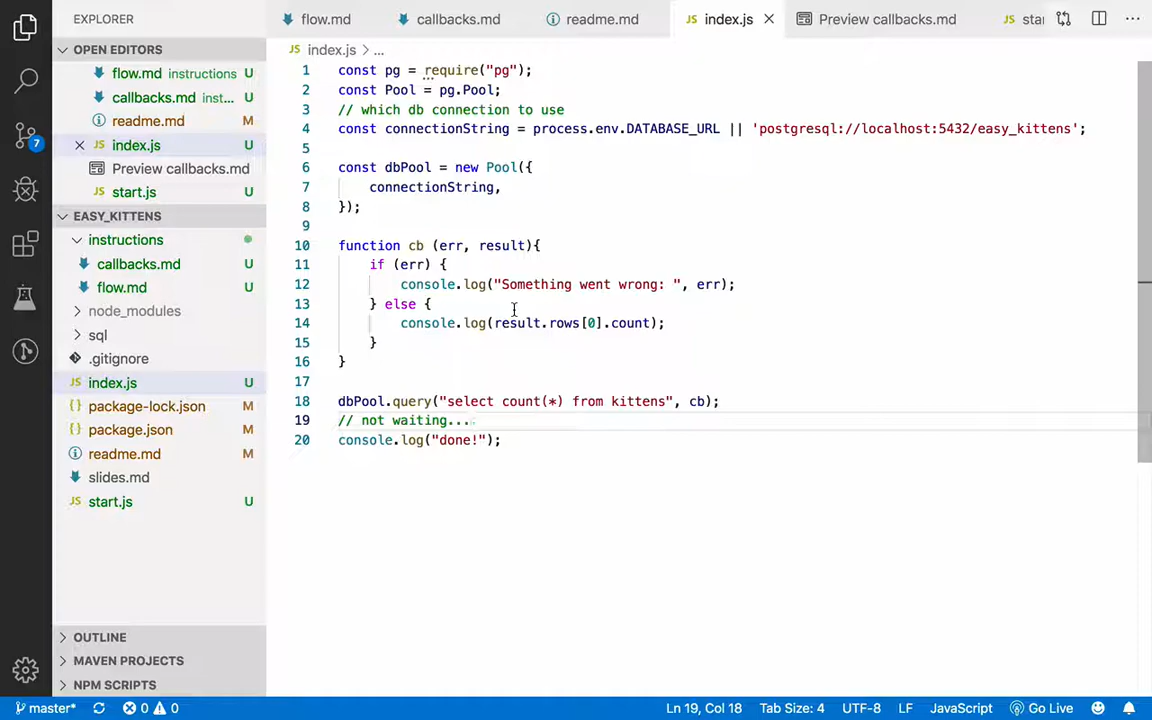 EXPLORER
OPEN EDITORS
flow.md instructions U
callbacks.md inst... U
readme.md M
index.js U
Preview callbacks.md
JS start.js U
EASY_KITTENS
instructions
callbacks.md U
flow.md U
node_modules
sql
.gitignore
JS index.js U
{} package-lock.json M
{} package.json M
readme.md M
slides.md
JS start.js U
OUTLINE
MAVEN PROJECTS
NPM SCRIPTS
7
flow.md callbacks.md readme.md JS index.js Preview callbacks.md JS star
JS index.js > ...
1 const pg = require("pg");
2 const Pool = pg.Pool;
3 // which db connection to use
4 const connectionString = process.env.DATABASE_URL || 'postgresql://localhost:5432/easy_kittens';
5
6 const dbPool = new Pool({
7 connectionString,
8 });
9
10 function cb (err, result){
11 if (err) {
12 console.log("Something went wrong: ", err);
13 } else {
14 console.log(result.rows[0].count);
15 }
16 }
17
18 dbPool.query("select count(*) from kittens", cb);
19 // not waiting...
20 console.log("done!");
master* 0 0 Ln 19, Col 18 Tab Size: 4 UTF-8 LF JavaScript Go Live